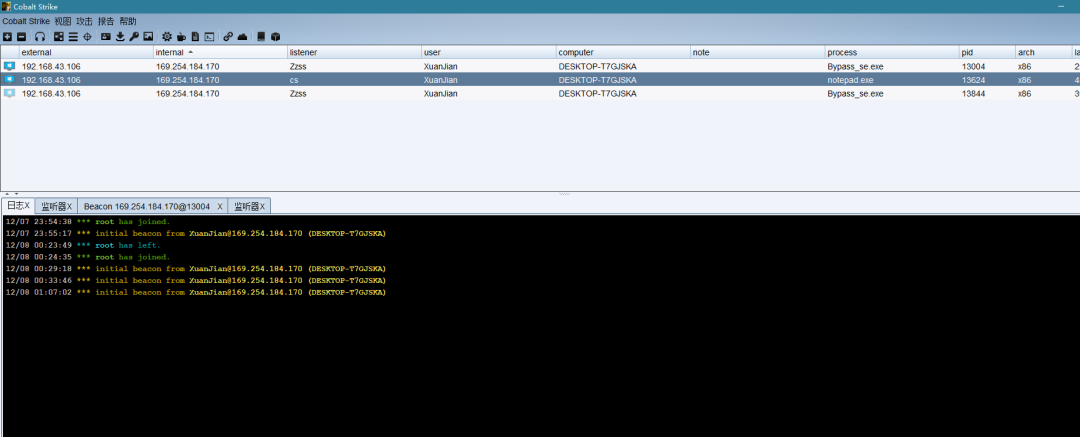 Cobalt Strike
Cobalt Strike 视图 攻击 报告 帮助
external internal listener user computer note process pid arch la
192.168.43.106 169.254.184.170 Zzss XuanJian DESKTOP-T7GJSKA Bypass_se.exe 13004 x86 2
192.168.43.106 169.254.184.170 cs XuanJian DESKTOP-T7GJSKA notepad.exe 13624 x86 4
192.168.43.106 169.254.184.170 Zzss XuanJian DESKTOP-T7GJSKA Bypass_se.exe 13844 x86 3
日志X 监听器X Beacon 169.254.184.170@13004 X 监听器X
12/07 23:54:38 *** root has joined.
12/07 23:55:17 *** initial beacon from XuanJian@169.254.184.170 (DESKTOP-T7GJSKA)
12/08 00:23:49 *** root has left.
12/08 00:24:35 *** root has joined.
12/08 00:29:18 *** initial beacon from XuanJian@169.254.184.170 (DESKTOP-T7GJSKA)
12/08 00:33:46 *** initial beacon from XuanJian@169.254.184.170 (DESKTOP-T7GJSKA)
12/08 01:07:02 *** initial beacon from XuanJian@169.254.184.170 (DESKTOP-T7GJSKA)